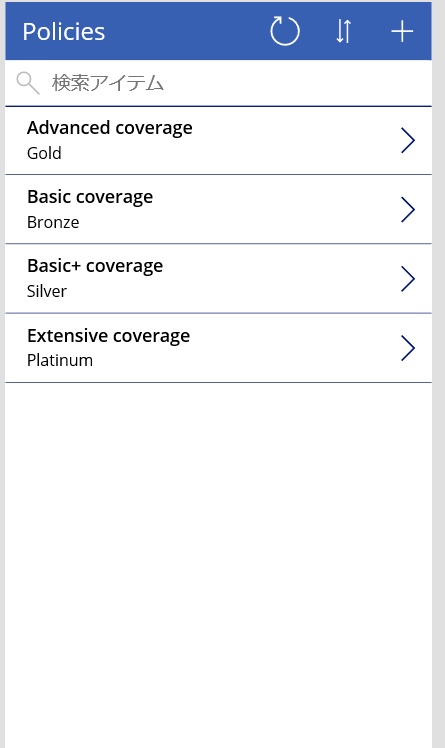 Policies
検索アイテム
Advanced coverage
Gold
Basic coverage
Bronze
Basic+ coverage
Silver
Extensive coverage
Platinum